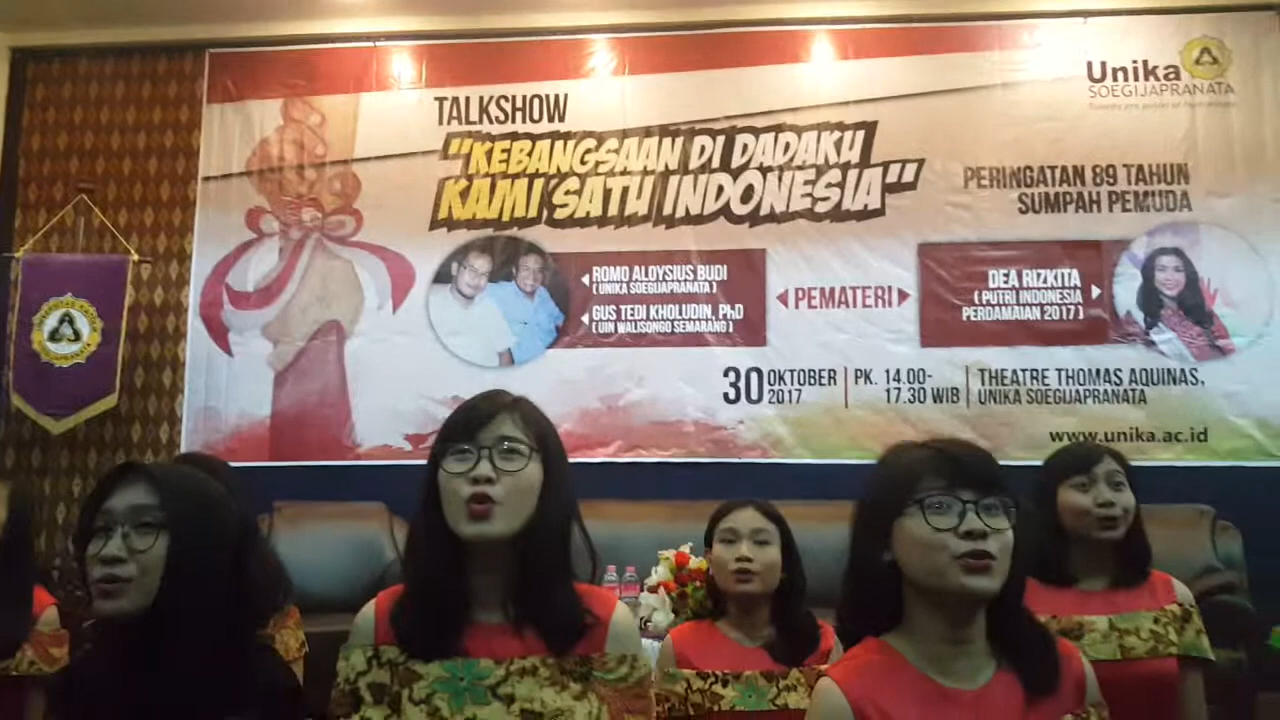 Unika
SOEGIJAPRANATA
TALKSHOW
"KEBANGSAAN DI DADAKU
KAMI SATU INDONESIA"
PERINGATAN 89 TAHUN
SUMPAH PEMUDA
ROMO ALOYSIUS BUDI
( UNIKA SOEGIJAPRANATA )
GUS TEDI KHOLUDIN, PhD
( UIN WALISONGO SEMARANG )
PEMATERI
DEA RIZKITA
( PUTRI INDONESIA
PERDAMAIAN 2017 )
30 OKTOBER
2017
PK. 14.00-
17.30 WIB
THEATRE THOMAS AQUINAS,
UNIKA SOEGIJAPRANATA
www.unika.ac.id